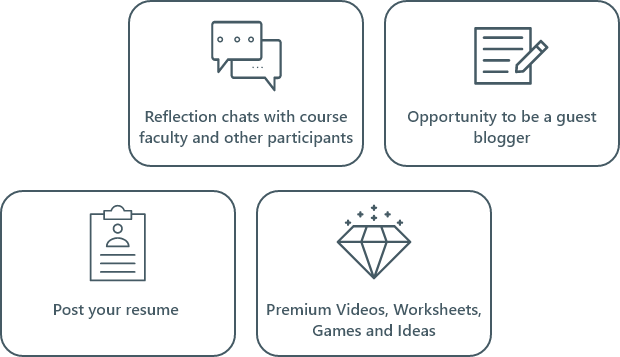 Reflection chats with course
faculty and other participants
Opportunity to be a guest
blogger
Post your resume
Premium Videos, Worksheets,
Games and Ideas